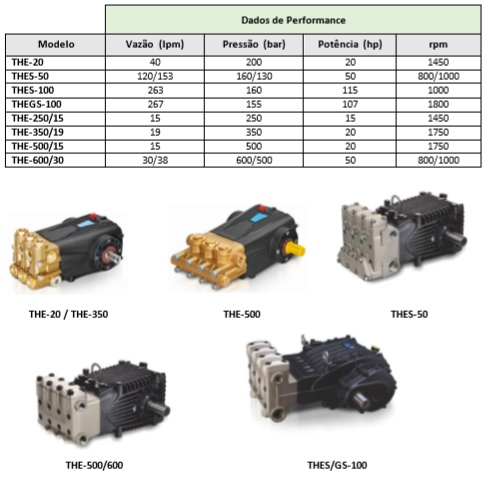 Dados de Performance
Modelo Vazão (lpm) Pressão (bar) Potência (hp) rpm
THE-20 40 200 20 1450
THES-50 120/153 160/130 50 800/1000
THES-100 263 160 115 1000
THEGS-100 267 155 107 1800
THE-250/15 15 250 15 1450
THE-350/19 19 350 20 1750
THE-500/15 15 500 20 1750
THE-600/30 30/38 600/500 50 800/1000
THE-20 / THE-350 THE-500 THES-50
THE-500/600 THES/GS-100